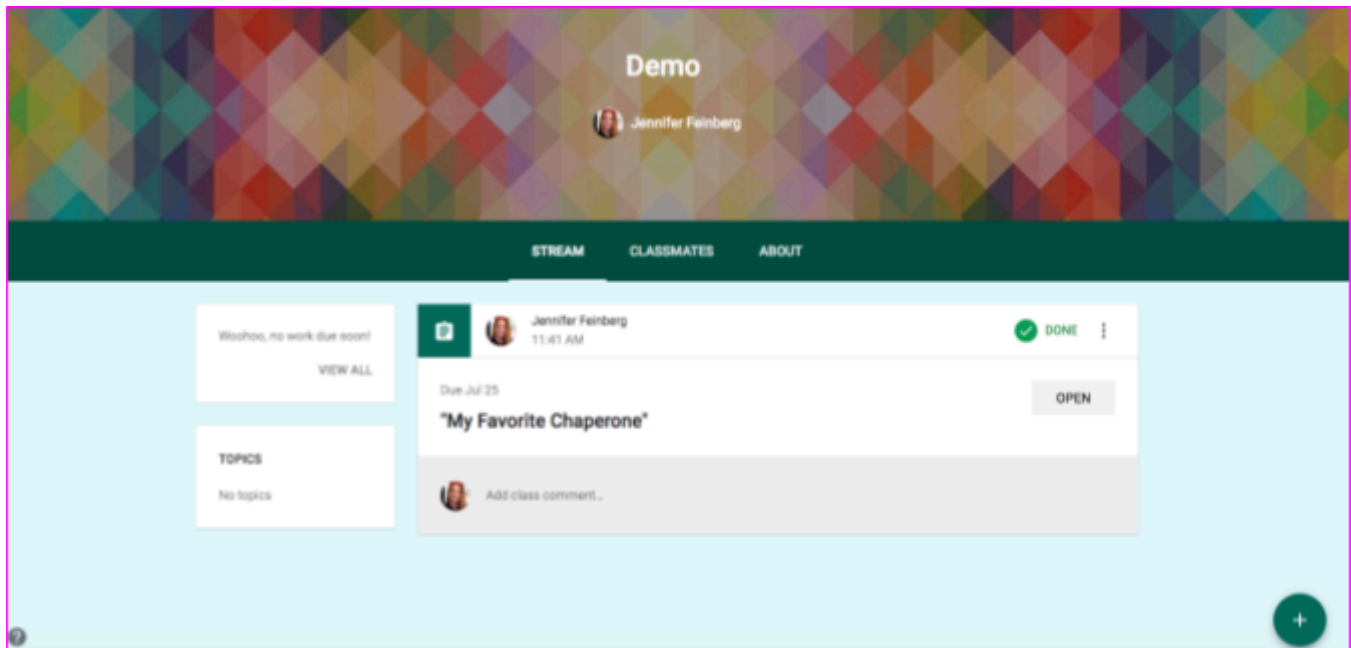 Demo
Jennifer Feinberg
STREAM CLASSMATES ABOUT
Woohoo, no work due soon!
VIEW ALL
TOPICS
No topics
Jennifer Feinberg
11:41 AM
DONE
Due Jul 25
OPEN
"My Favorite Chaperone"
Add class comment...